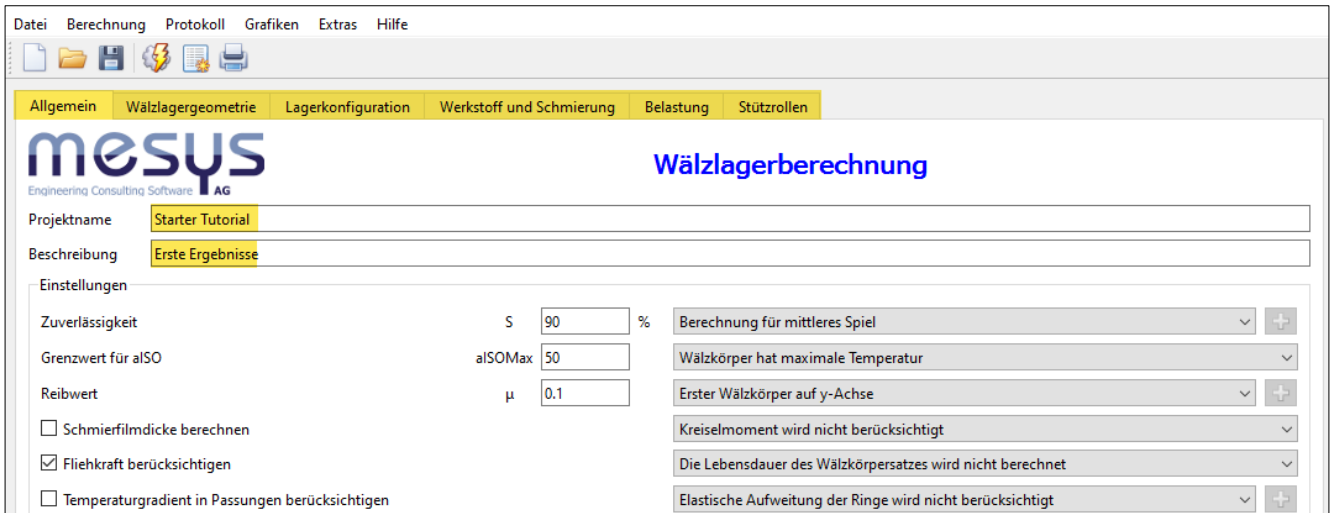 Datei Berechnung Protokoll Grafiken Extras Hilfe
Allgemein Wälzlagergeometrie Lagerkonfiguration Werkstoff und Schmierung Belastung Stützrollen
mesys
Engineering Consulting Software AG
Wälzlagerberechnung
Projektname Starter Tutorial
Beschreibung Erste Ergebnisse
Einstellungen
Zuverlässigkeit S 90 % Berechnung für mittleres Spiel
Grenzwert für aISO aISOMax 50 Wälzkörper hat maximale Temperatur
Reibwert μ 0.1 Erster Wälzkörper auf y-Achse
Schmierfilmdicke berechnen Kreiselmoment wird nicht berücksichtigt
Fliehkraft berücksichtigen Die Lebensdauer des Wälzkörpersatzes wird nicht berechnet
Temperaturgradient in Passungen berücksichtigen Elastische Aufweitung der Ringe wird nicht berücksichtigt